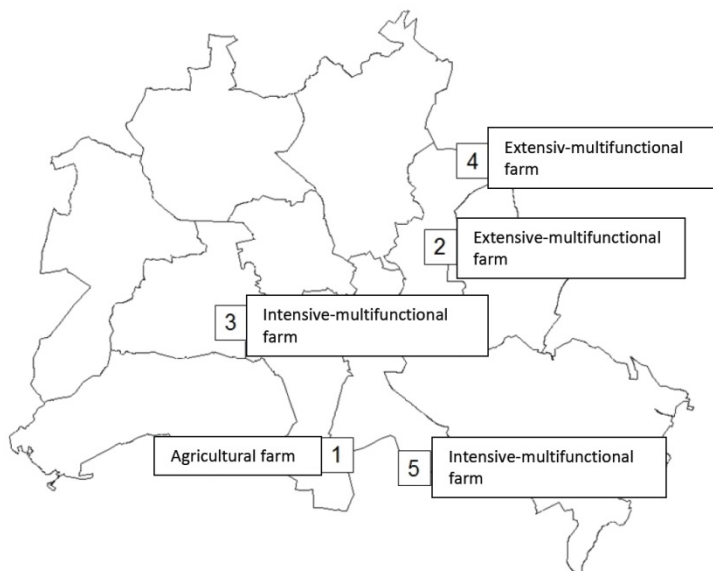 4
Extensiv-multifunctional
farm
2
Extensive-multifunctional
farm
3
Intensive-multifunctional
farm
Agricultural farm
1
5
Intensive-multifunctional
farm